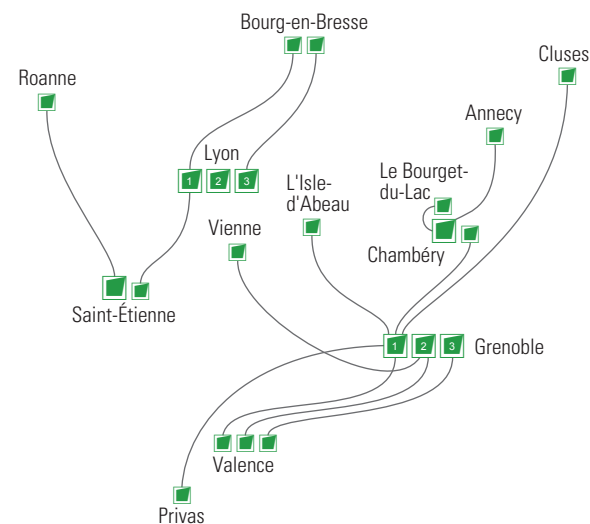 Bourg-en-Bresse
Cluses
Roanne
Annecy
Lyon
1 2 3
Le Bourget-
du-Lac
L'Isle-
d'Abeau
Vienne
Chambéry
Saint-Étienne
1 2 3 Grenoble
Valence
Privas